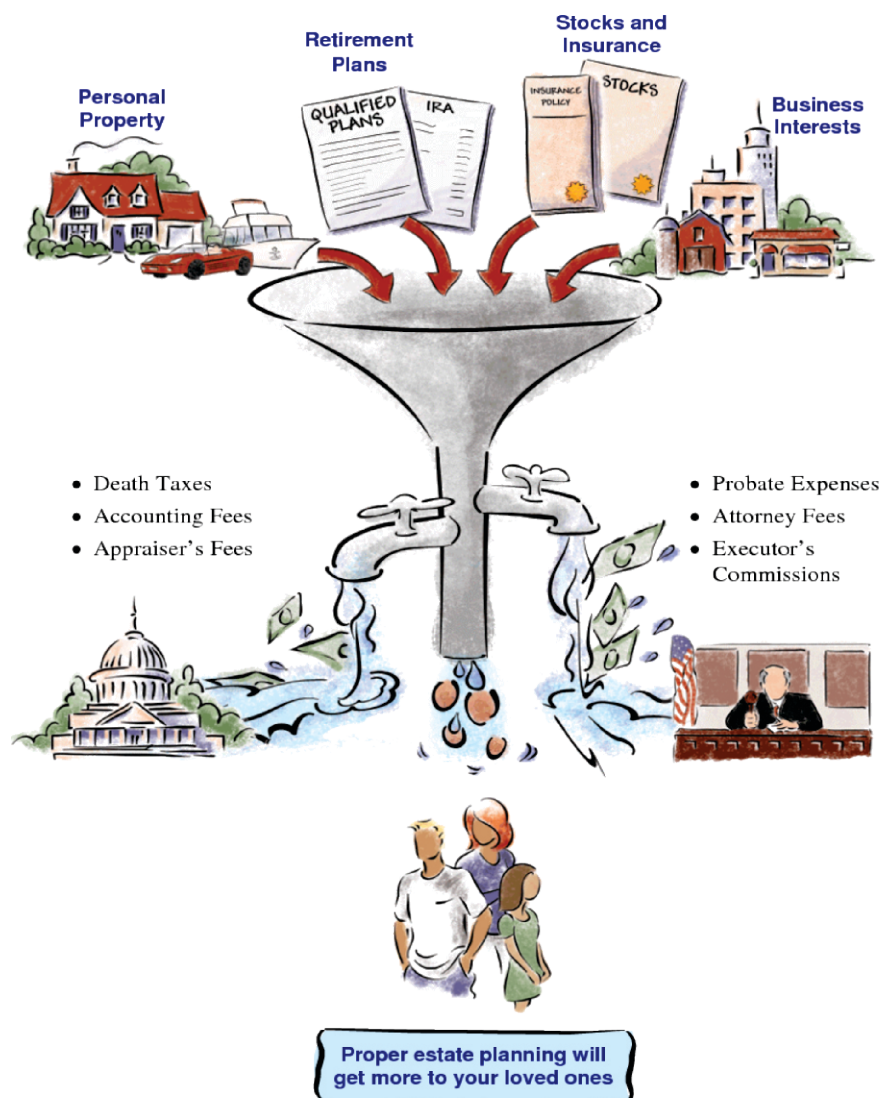 Stocks and
Insurance
Retirement
Plans
Personal
Property
Business
Interests
QUALIFIED
PLANS
IRA
INSURANCE
POLICY
STOCKS
• Death Taxes
• Accounting Fees
• Appraiser's Fees
• Probate Expenses
• Attorney Fees
• Executor's
Commissions
Proper estate planning will
get more to your loved ones